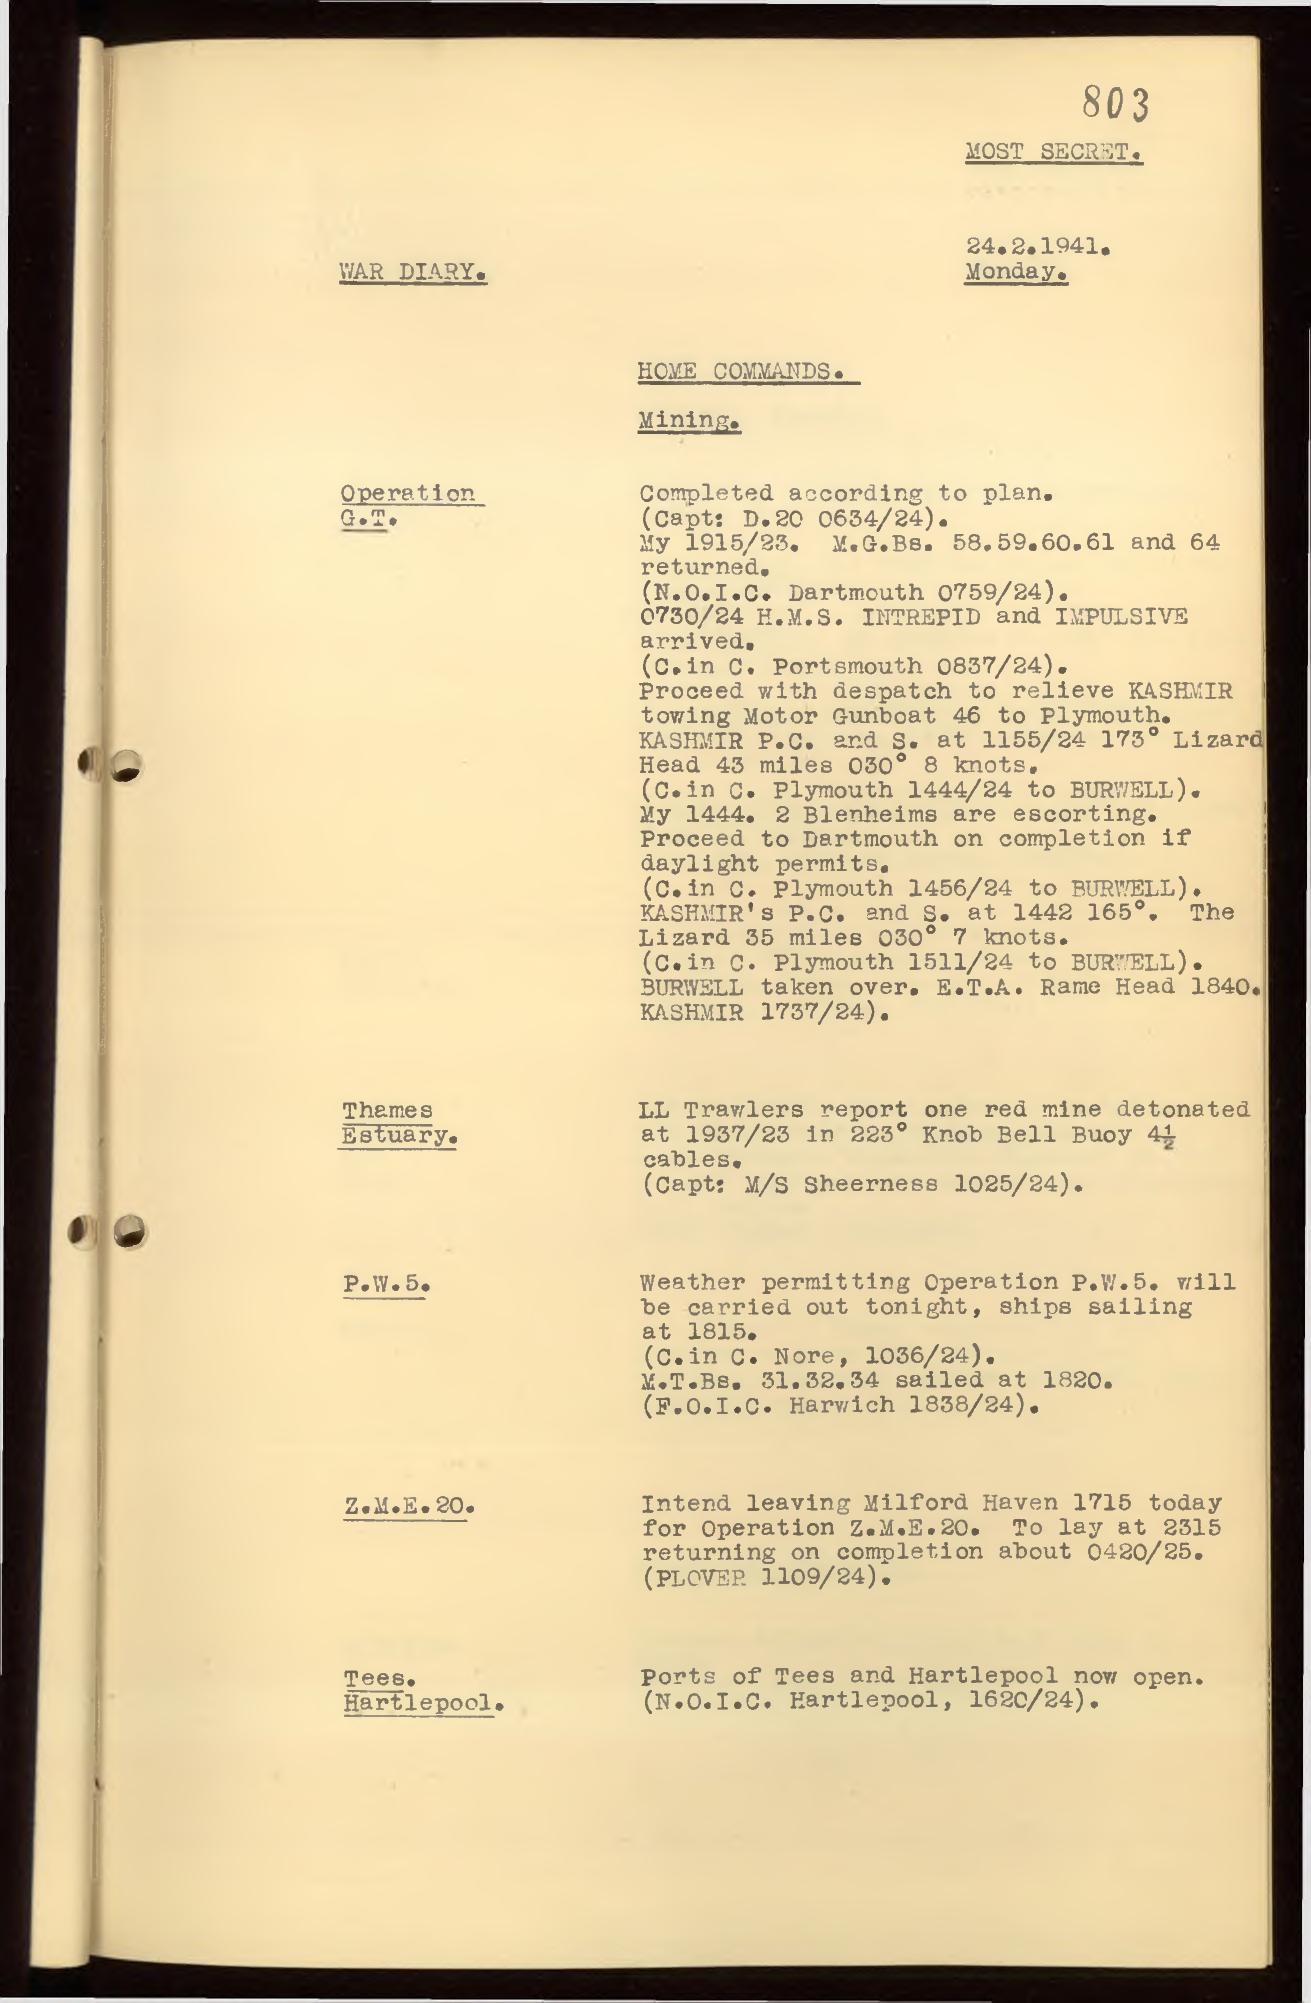 803
MOST SECRET.
24.2.1941.
WAR DIARY.
Monday.
HOME COMMANDS.
Mining.
Operation
G.T.
Completed according to plan.
(Capt: D.20 0634/24).
My 1915/23. M.G.Bs. 58.59.60.61 and 64
returned.
(N.O.I.C. Dartmouth 0759/24).
0730/24 H.M.S. INTREPID and IMPULSIVE
arrived.
(C.in C. Portsmouth 0837/24).
Proceed with despatch to relieve KASHMIR
towing Motor Gunboat 46 to Plymouth.
KASHMIR P.C. and S. at 1155/24 173° Lizard
Head 43 miles 030° 8 knots.
(C.in C. Plymouth 1444/24 to BURWELL).
My 1444. 2 Blenheims are escorting.
Proceed to Dartmouth on completion if
daylight permits.
(C.in C. Plymouth 1456/24 to BURWELL).
KASHMIR's P.C. and S. at 1442 165°. The
Lizard 35 miles 030° 7 knots.
(C.in C. Plymouth 1511/24 to BURWELL).
BURWELL taken over. E.T.A. Rame Head 1840.
KASHMIR 1737/24).
Thames
Estuary.
LL Trawlers report one red mine detonated
at 1937/23 in 223° Knob Bell Buoy 4½
cables.
(Capt: M/S Sheerness 1025/24).
P.W.5.
Weather permitting Operation P.W.5. will
be carried out tonight, ships sailing
at 1815.
(C.in C. Nore, 1036/24).
M.T.Bs. 31.32.34 sailed at 1820.
(F.O.I.C. Harwich 1838/24).
Z.M.E.20.
Intend leaving Milford Haven 1715 today
for Operation Z.M.E.20. To lay at 2315
returning on completion about 0420/25.
(PLOVER 1109/24).
Tees.
Hartlepool.
Ports of Tees and Hartlepool now open.
(N.O.I.C. Hartlepool, 1620/24).